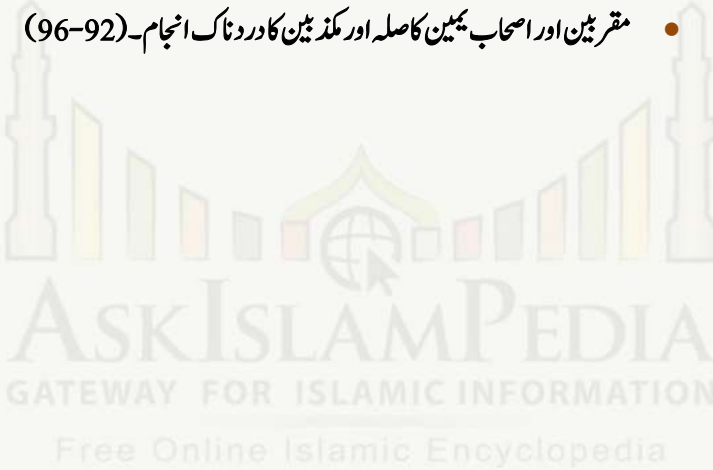 • مقربین اور اصحاب یمین کا صلہ اور مکذبین کا دردناک انجام۔(92-96)
ASKISLAMPEDIA
GATEWAY FOR ISLAMIC INFORMATION
Free Online Islamic Encyclopedia